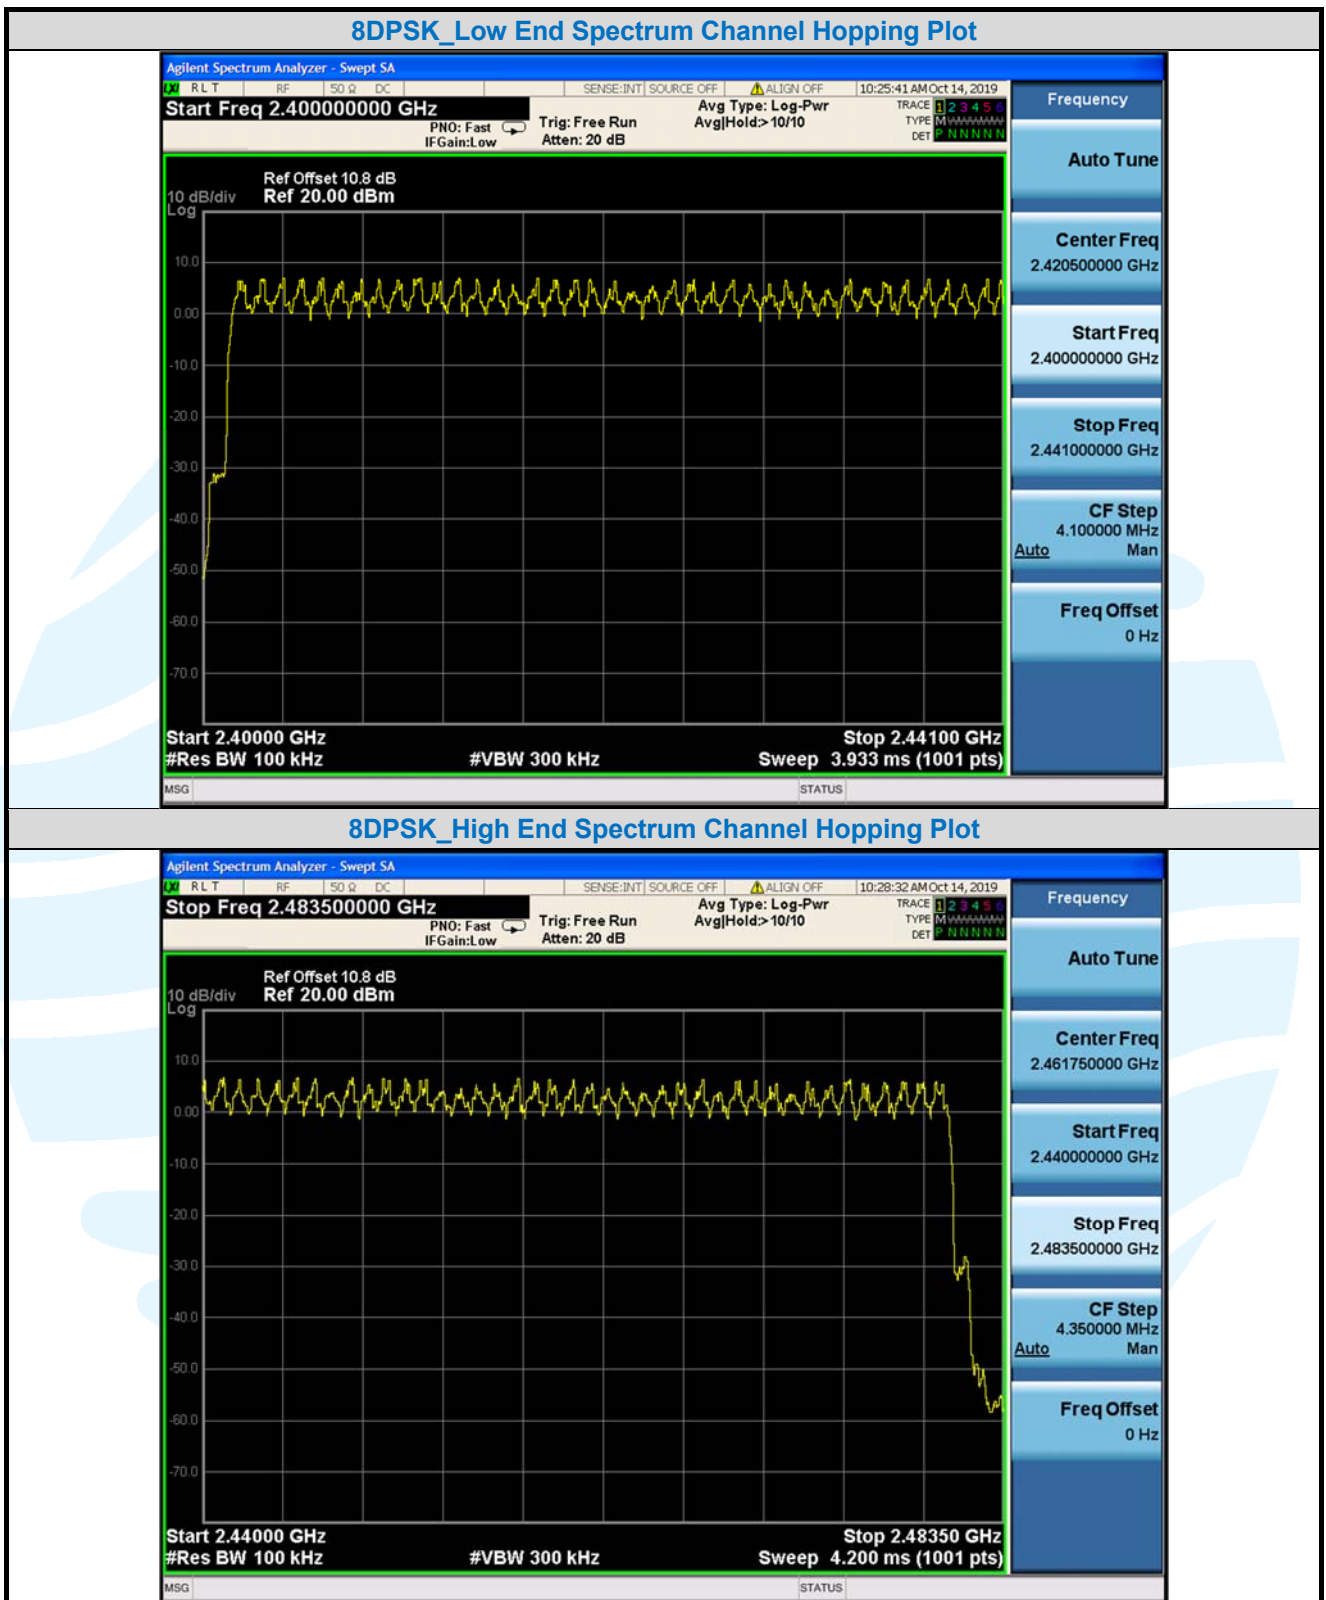 8DPSK_Low End Spectrum Channel Hopping Plot
Agilent Spectrum Analyzer - Swept SA
LXI RL T RF 50 Ω DC SENSE:INT SOURCE OFF ALIGN OFF 10:25:41 AM Oct 14, 2019
Start Freq 2.400000000 GHz
PNO: Fast
IFGain:Low
Trig: Free Run
Atten: 20 dB
Avg Type: Log-Pwr
Avg|Hold:> 10/10
TRACE 1 2 3 4 5 6
TYPE M WWWWW
DET P N N N N N
Frequency
Auto Tune
Center Freq
2.420500000 GHz
Start Freq
2.400000000 GHz
Stop Freq
2.441000000 GHz
CF Step
4.100000 MHz
Auto Man
Freq Offset
0 Hz
Ref Offset 10.8 dB
10 dB/div Ref 20.00 dBm
Log
10.0
0.00
-10.0
-20.0
-30.0
-40.0
-50.0
-60.0
-70.0
Start 2.40000 GHz Stop 2.44100 GHz
#Res BW 100 kHz #VBW 300 kHz Sweep 3.933 ms (1001 pts)
MSG STATUS
8DPSK_High End Spectrum Channel Hopping Plot
Agilent Spectrum Analyzer - Swept SA
LXI RL T RF 50 Ω DC SENSE:INT SOURCE OFF ALIGN OFF 10:28:32 AM Oct 14, 2019
Stop Freq 2.483500000 GHz
PNO: Fast
IFGain:Low
Trig: Free Run
Atten: 20 dB
Avg Type: Log-Pwr
Avg|Hold:> 10/10
TRACE 1 2 3 4 5 6
TYPE M WWWWW
DET P N N N N N
Frequency
Auto Tune
Center Freq
2.461750000 GHz
Start Freq
2.440000000 GHz
Stop Freq
2.483500000 GHz
CF Step
4.350000 MHz
Auto Man
Freq Offset
0 Hz
Ref Offset 10.8 dB
10 dB/div Ref 20.00 dBm
Log
10.0
0.00
-10.0
-20.0
-30.0
-40.0
-50.0
-60.0
-70.0
Start 2.44000 GHz Stop 2.48350 GHz
#Res BW 100 kHz #VBW 300 kHz Sweep 4.200 ms (1001 pts)
MSG STATUS